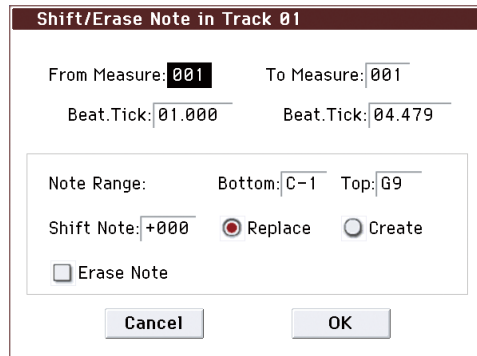 Shift/Erase Note in Track 01
From Measure: 001 To Measure: 001
Beat.Tick: 01.000 Beat.Tick: 04.479
Note Range: Bottom: C-1 Top: G9
Shift Note: +000 Replace Create
Erase Note
Cancel OK